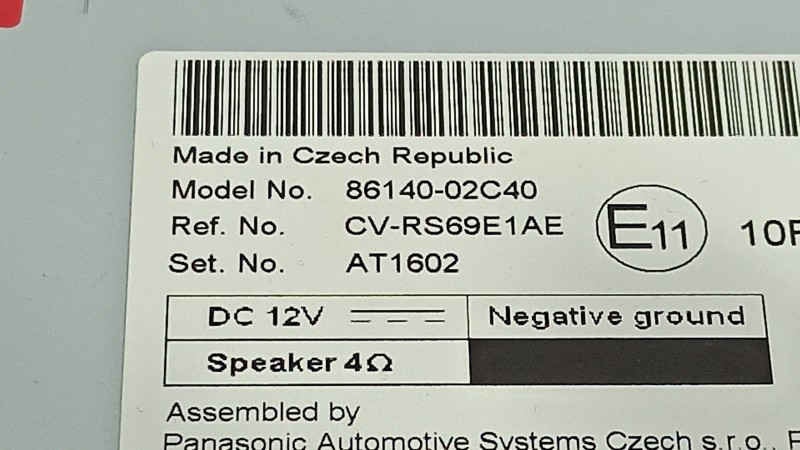 Made in Czech Republic
Model No. 86140-02C40
Ref. No. CV-RS69E1AE
Set. No. AT1602
E11
DC 12V
Negative ground
Speaker 4Ω
Assembled by
Panasonic Automotive Systems Czech s.r.o.,